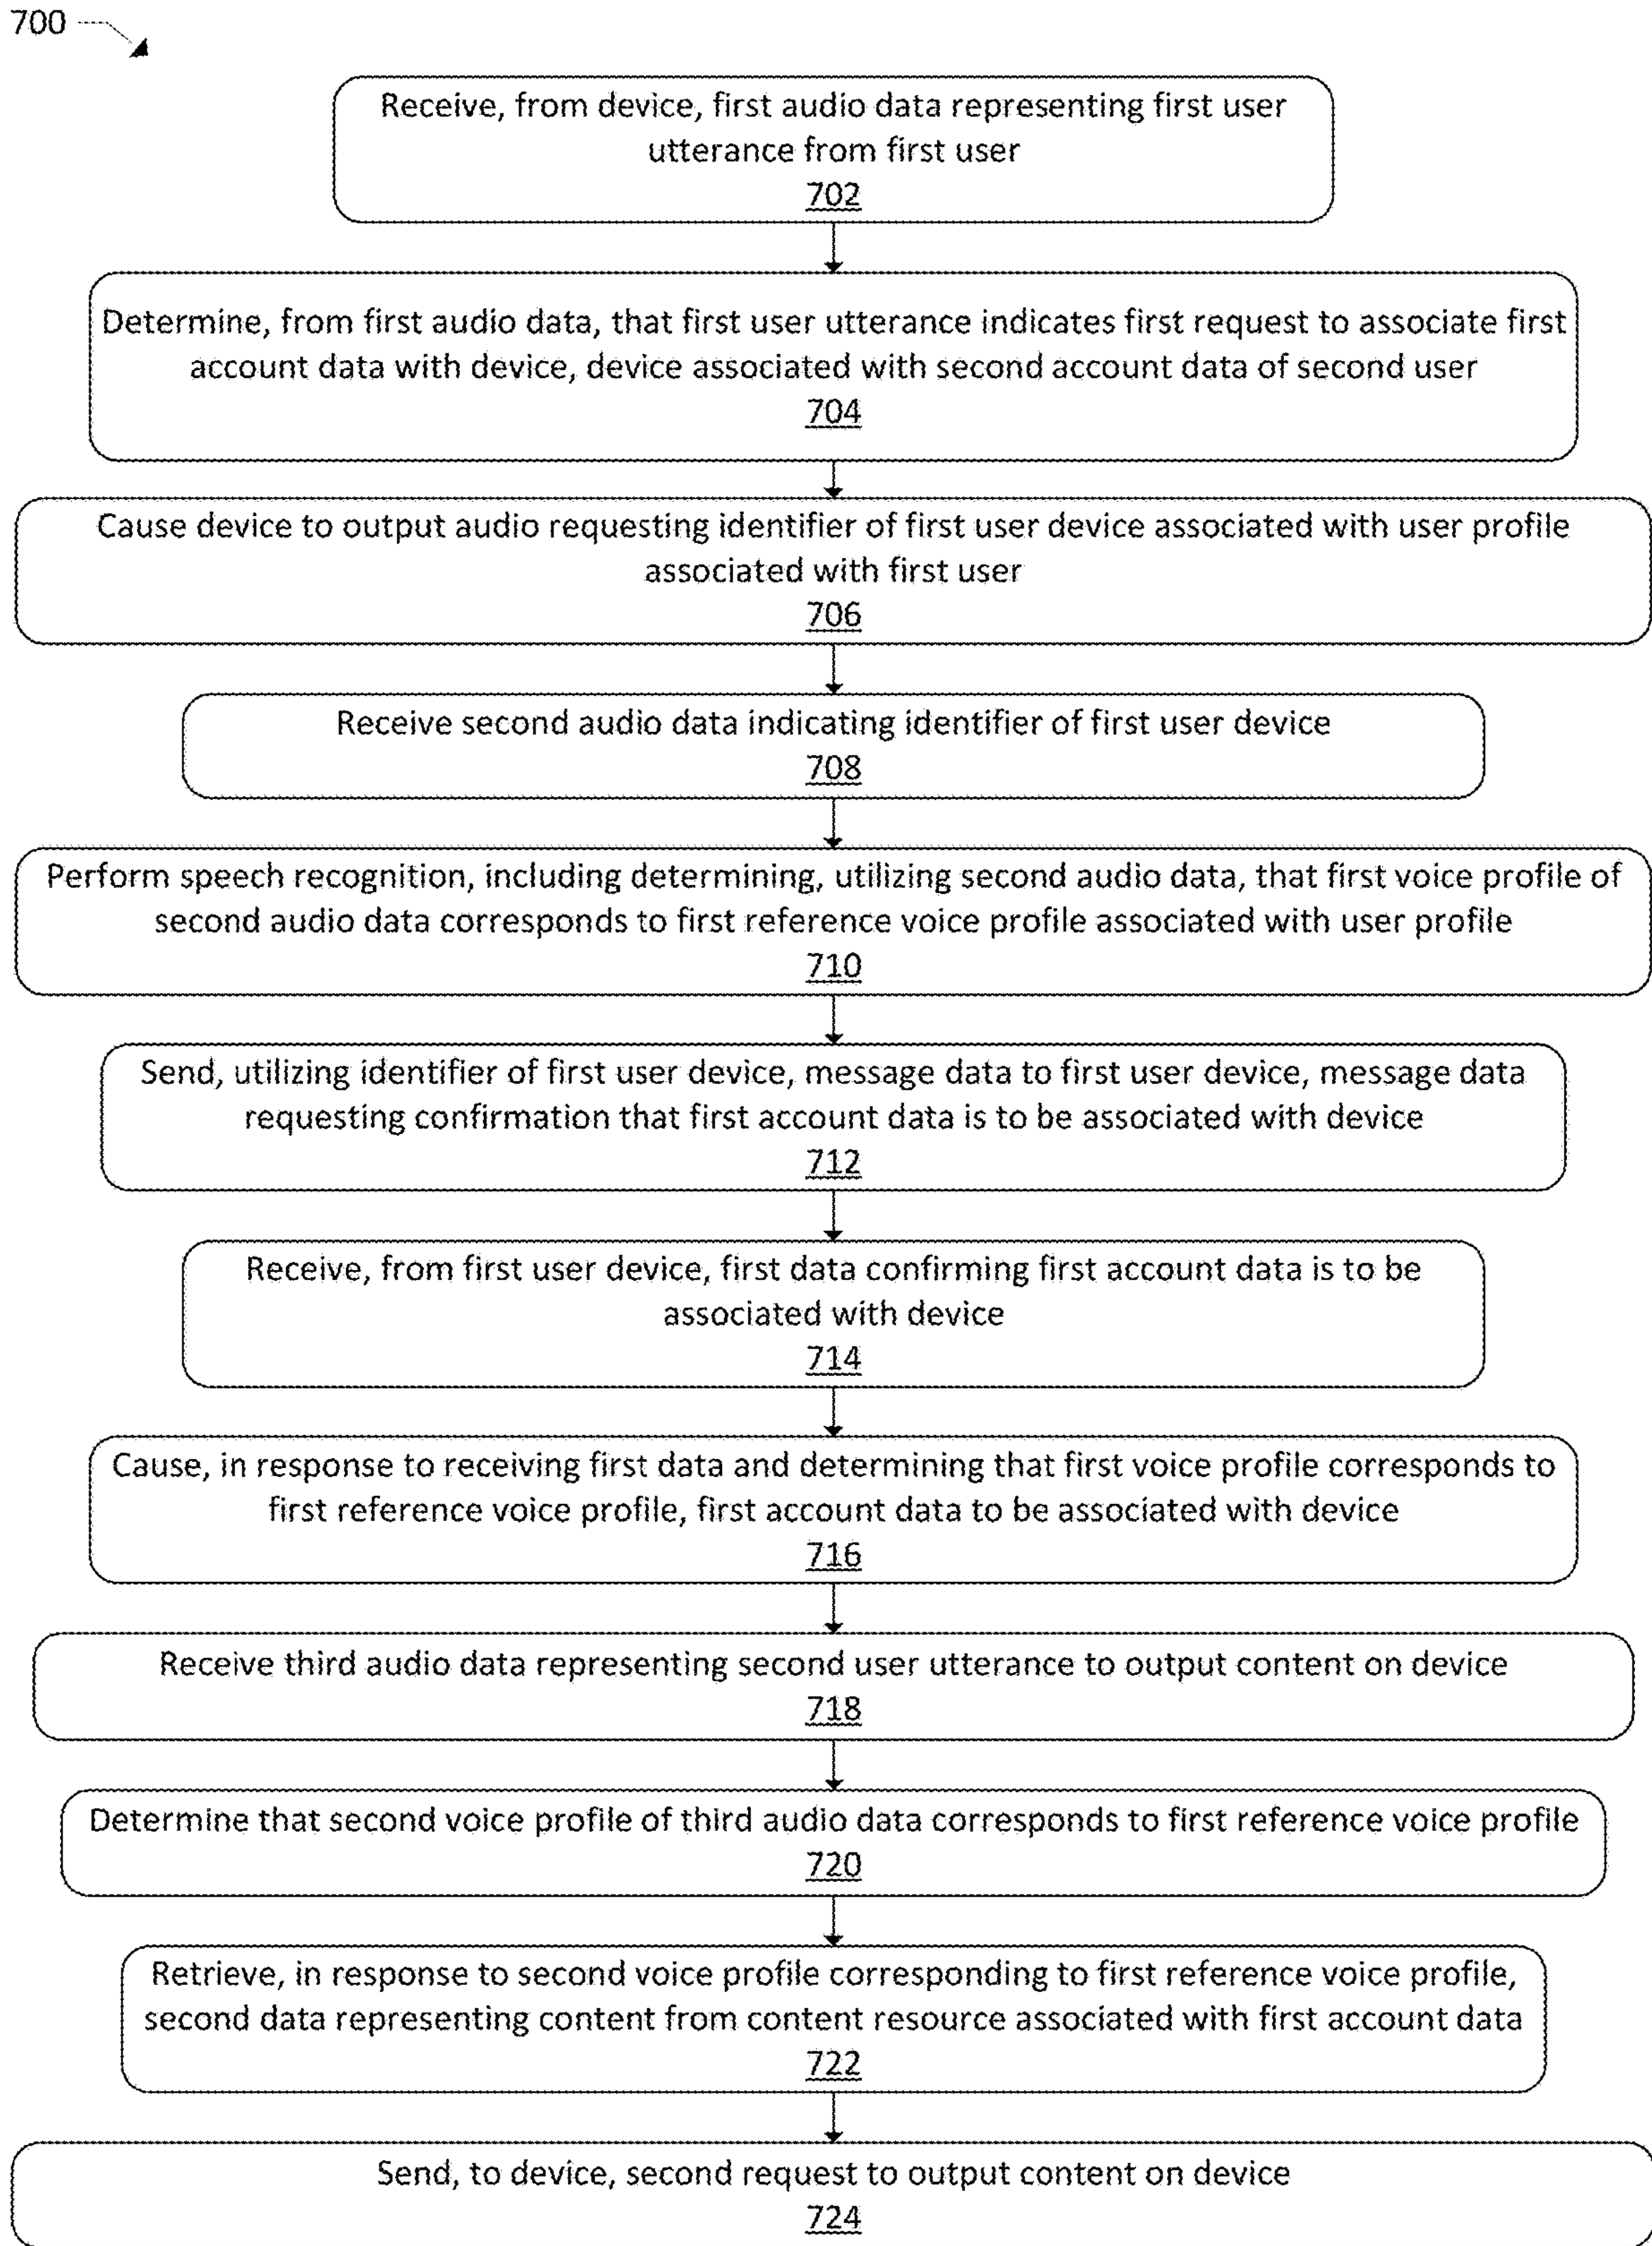 700
Receive, from device, first audio data representing first user
utterance from first user
702
Determine, from first audio data, that first user utterance indicates first request to associate first
account data with device, device associated with second account data of second user
704
Cause device to output audio requesting identifier of first user device associated with user profile
associated with first user
706
Receive second audio data indicating identifier of first user device
708
Perform speech recognition, including determining, utilizing second audio data, that first voice profile of
second audio data corresponds to first reference voice profile associated with user profile
710
Send, utilizing identifier of first user device, message data to first user device, message data
requesting confirmation that first account data is to be associated with device
712
Receive, from first user device, first data confirming first account data is to be
associated with device
714
Cause, in response to receiving first data and determining that first voice profile corresponds to
first reference voice profile, first account data to be associated with device
716
Receive third audio data representing second user utterance to output content on device
718
Determine that second voice profile of third audio data corresponds to first reference voice profile
720
Retrieve, in response to second voice profile corresponding to first reference voice profile,
second data representing content from content resource associated with first account data
722
Send, to device, second request to output content on device
724